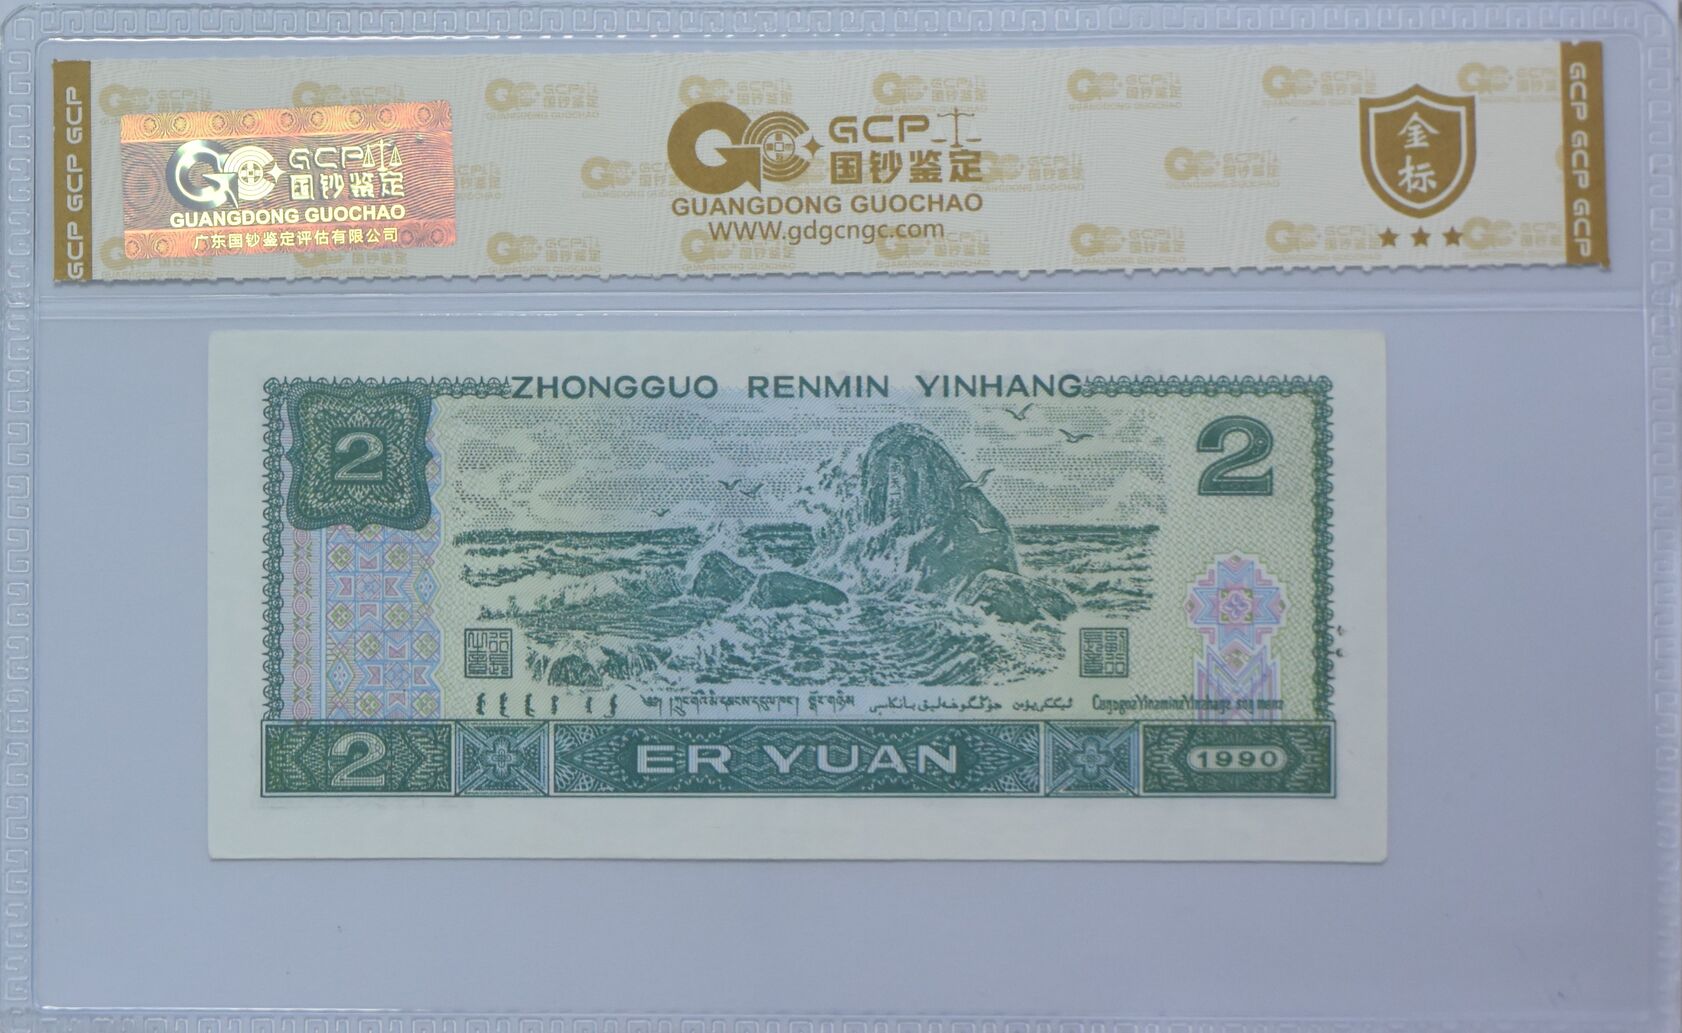 GCP GCP GCP GCP
GCP
国钞鉴定
GUANGDONG GUOCHAO
广东国钞鉴定评估有限公司
GCP
国钞鉴定
GUANGDONG GUOCHAO
WWW.gdgcngc.com
金标
GCP GCP GCP GCP
ZHONGGUO RENMIN YINHANG
2
2
2
ER YUAN
1990